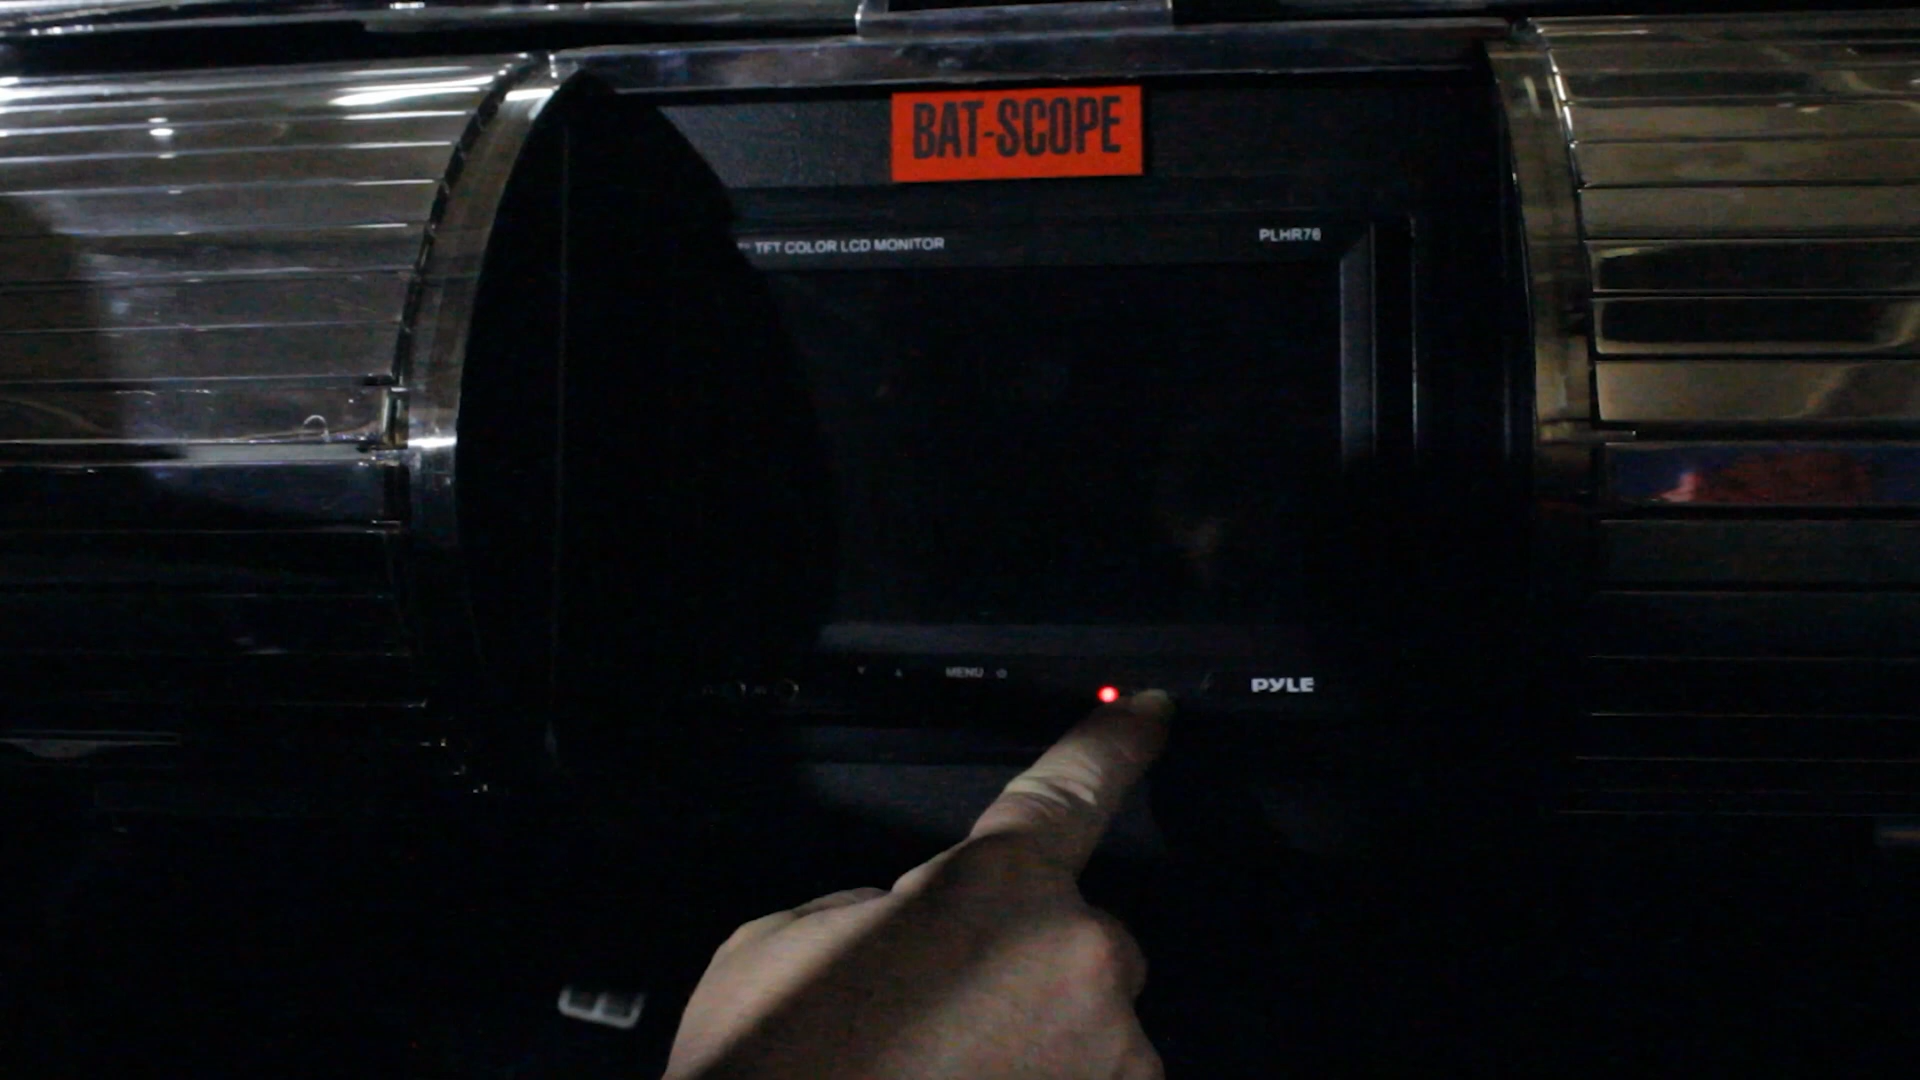 BAT-SCOPE
TFT COLOR LCD MONITOR
PLHR76
MENU
PYLE